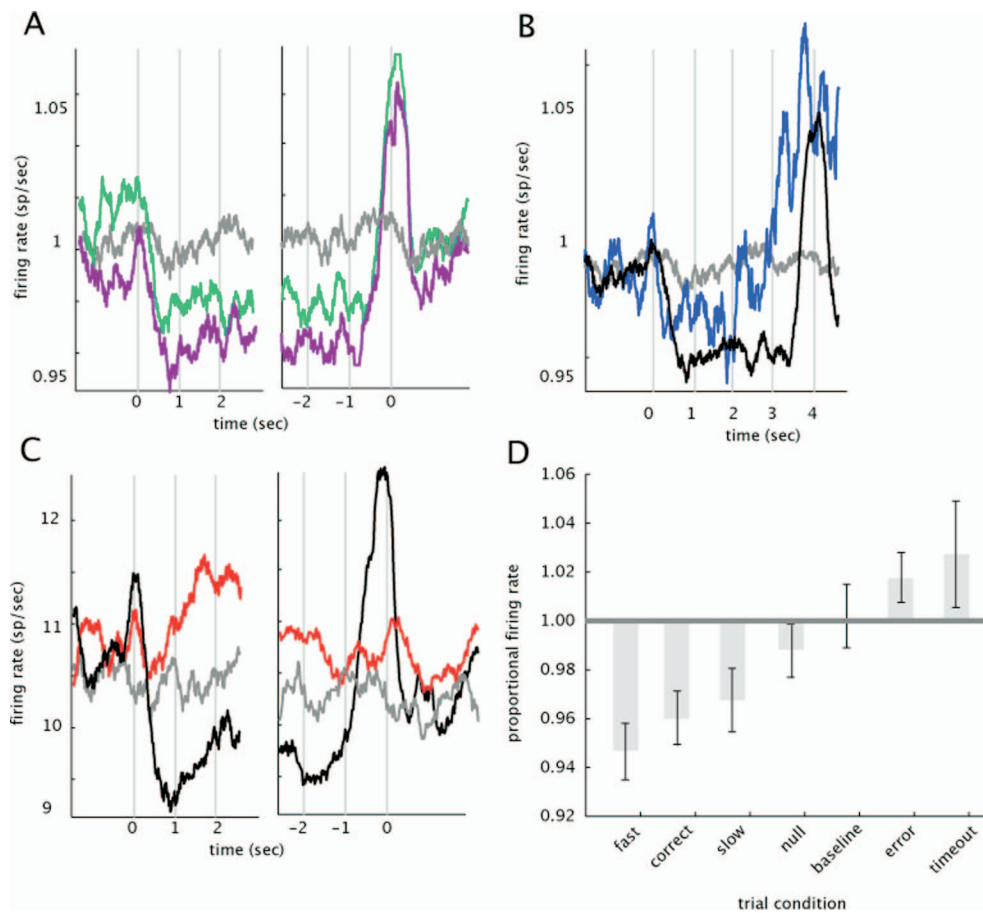 A
firing rate (sp/sec)
1.05
1
0.95
0 1 2
-2 -1 0
time (sec)
B
firing rate (sp/sec)
1.05
1
0.95
0 1 2 3 4
time (sec)
C
firing rate (sp/sec)
12
11
10
9
0 1 2
-2 -1 0
time (sec)
D
proportional firing rate
1.06
1.04
1.02
1.00
0.98
0.96
0.94
0.92
fast
correct
slow
null
baseline
error
timeout
trial condition